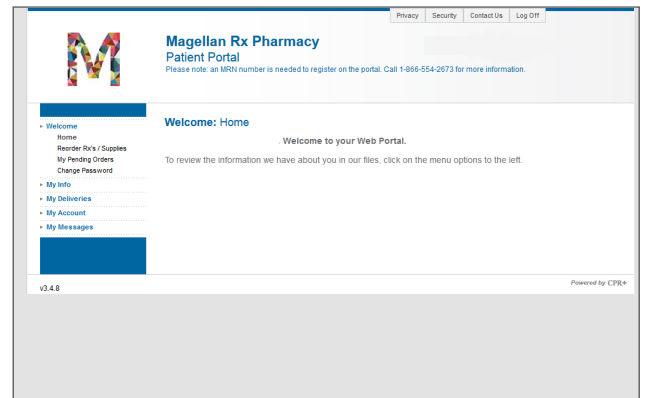 Privacy Security Contact Us Log Off
M
Magellan Rx Pharmacy
Patient Portal
Please note: an MRN number is needed to register on the portal. Call 1-866-554-2673 for more information.
Welcome
Home
Reorder Rx's / Supplies
My Pending Orders
Change Password
My Info
My Deliveries
My Account
My Messages
Welcome: Home
. Welcome to your Web Portal.
To review the information we have about you in our files, click on the menu options to the left.
v3.4.8
Powered by CPR+